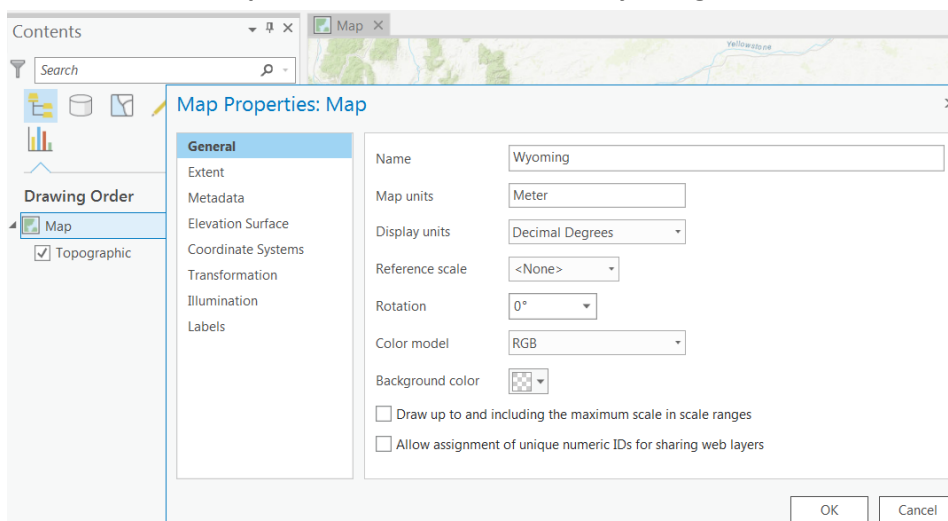 Contents
Map
Search
Yellowstone
Map Properties: Map
General
Extent
Metadata
Elevation Surface
Coordinate Systems
Transformation
Illumination
Labels
Drawing Order
Map
Topographic
Name Wyoming
Map units Meter
Display units Decimal Degrees
Reference scale <None>
Rotation 0°
Color model RGB
Background color
Draw up to and including the maximum scale in scale ranges
Allow assignment of unique numeric IDs for sharing web layers
OK Cancel